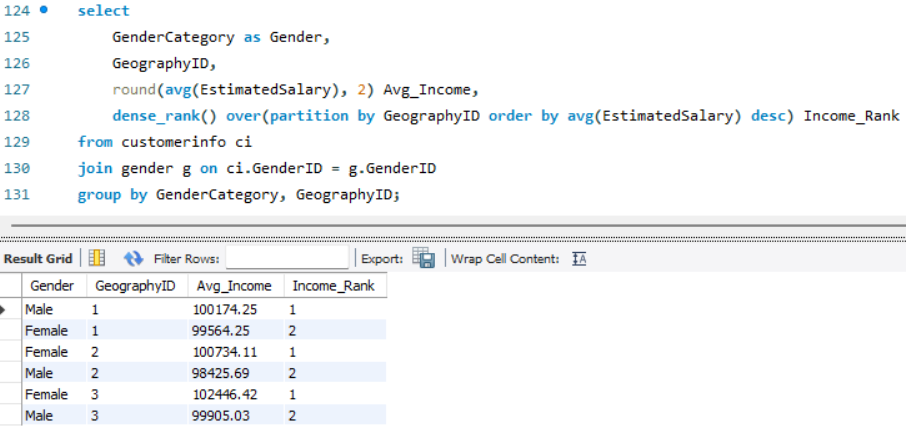 124 select
125 GenderCategory as Gender,
126 GeographyID,
127 round(avg(EstimatedSalary), 2) Avg_Income,
128 dense_rank() over(partition by GeographyID order by avg(EstimatedSalary) desc) Income_Rank
129 from customerinfo ci
130 join gender g on ci.GenderID = g.GenderID
131 group by GenderCategory, GeographyID;
Result Grid Filter Rows: Export: Wrap Cell Content: IA
Gender GeographyID Avg_Income Income_Rank
Male 1 100174.25 1
Female 1 99564.25 2
Female 2 100734.11 1
Male 2 98425.69 2
Female 3 102446.42 1
Male 3 99905.03 2